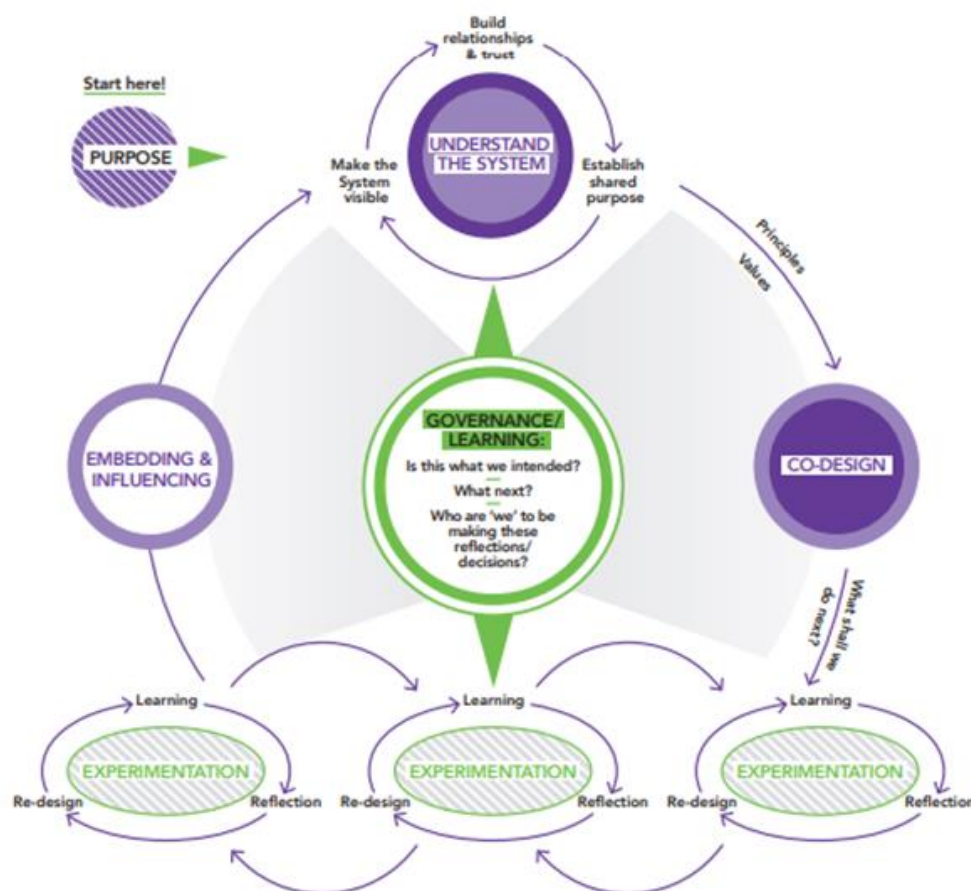 Start here!
PURPOSE
Build
relationships
& trust
UNDERSTAND
THE SYSTEM
Make the
System
visible
Establish
shared
purpose
Principles
Values
GOVERNANCE/
LEARNING:
Is this what we intended?
What next?
Who are ‘we’ to be
making these
reflections/
decisions?
EMBEDDING &
INFLUENCING
CO-DESIGN
What shall we
do next?
Learning
EXPERIMENTATION
Re-design
Reflection
Learning
EXPERIMENTATION
Re-design
Reflection
Learning
EXPERIMENTATION
Re-design
Reflection